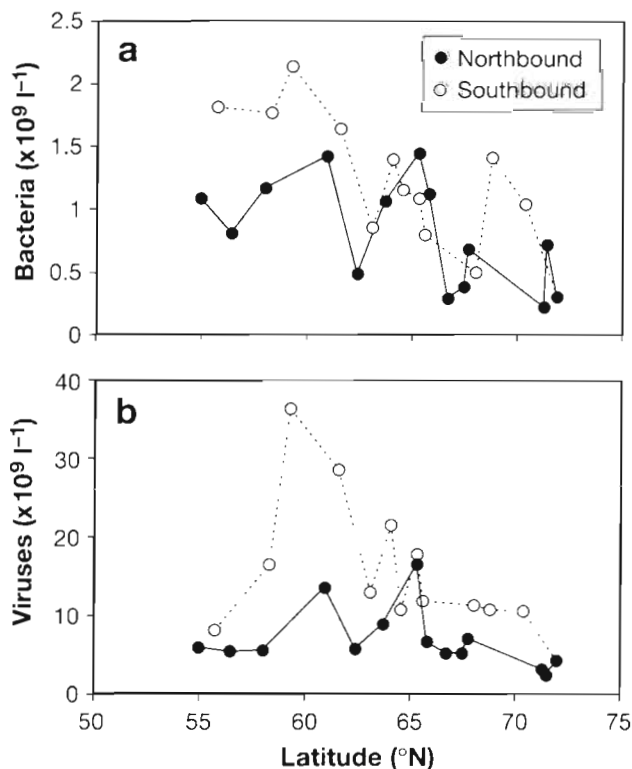 a
Northbound
Southbound
Bacteria (x 10⁹ l⁻¹)
2.5
2
1.5
1
0.5
0
b
Viruses (x10⁹ l⁻¹)
40
30
20
10
0
50 55 60 65 70 75
Latitude (°N)